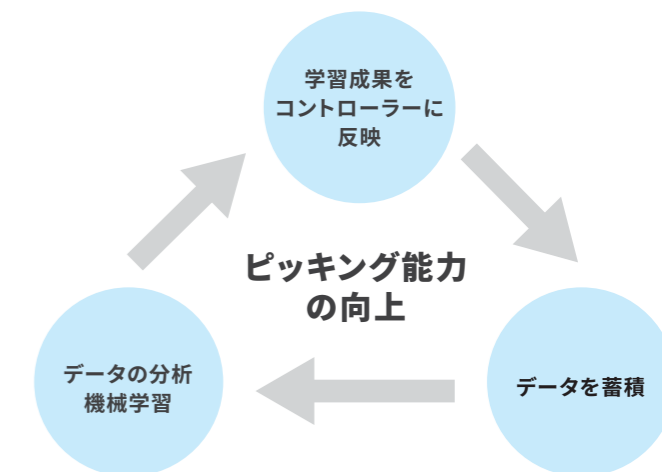 学習成果を
コントローラーに
反映
ピッキング能力
の向上
データの分析
機械学習
データを蓄積